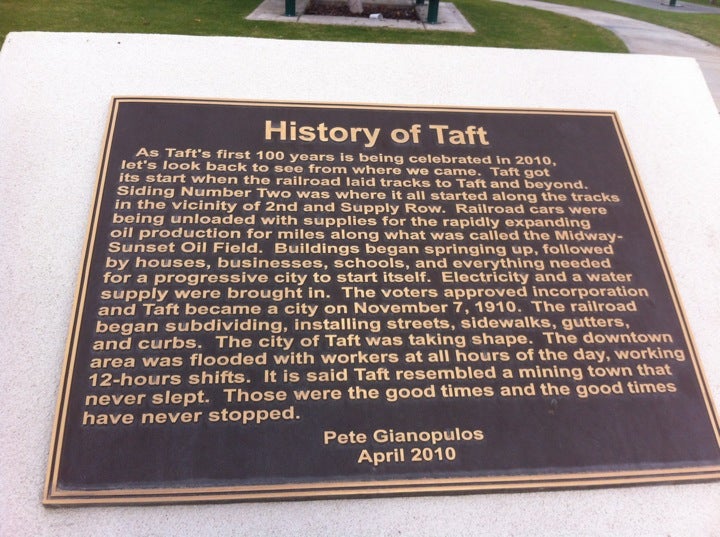 History of Taft
As Taft's first 100 years is being celebrated in 2010,
let's look back to see from where we came. Taft got
its start when the railroad laid tracks to Taft and beyond.
Siding Number Two was where it all started along the tracks
in the vicinity of 2nd and Supply Row. Railroad cars were
being unloaded with supplies for the rapidly expanding
oil production for miles along what was called the Midway-
Sunset Oil Field. Buildings began springing up, followed
by houses, businesses, schools, and everything needed
for a progressive city to start itself. Electricity and a water
supply were brought in. The voters approved incorporation
and Taft became a city on November 7, 1910. The railroad
began subdividing, installing streets, sidewalks, gutters,
and curbs. The city of Taft was taking shape. The downtown
area was flooded with workers at all hours of the day, working
12-hours shifts. It is said Taft resembled a mining town that
never slept. Those were the good times and the good times
have never stopped.
Pete Gianopulos
April 2010